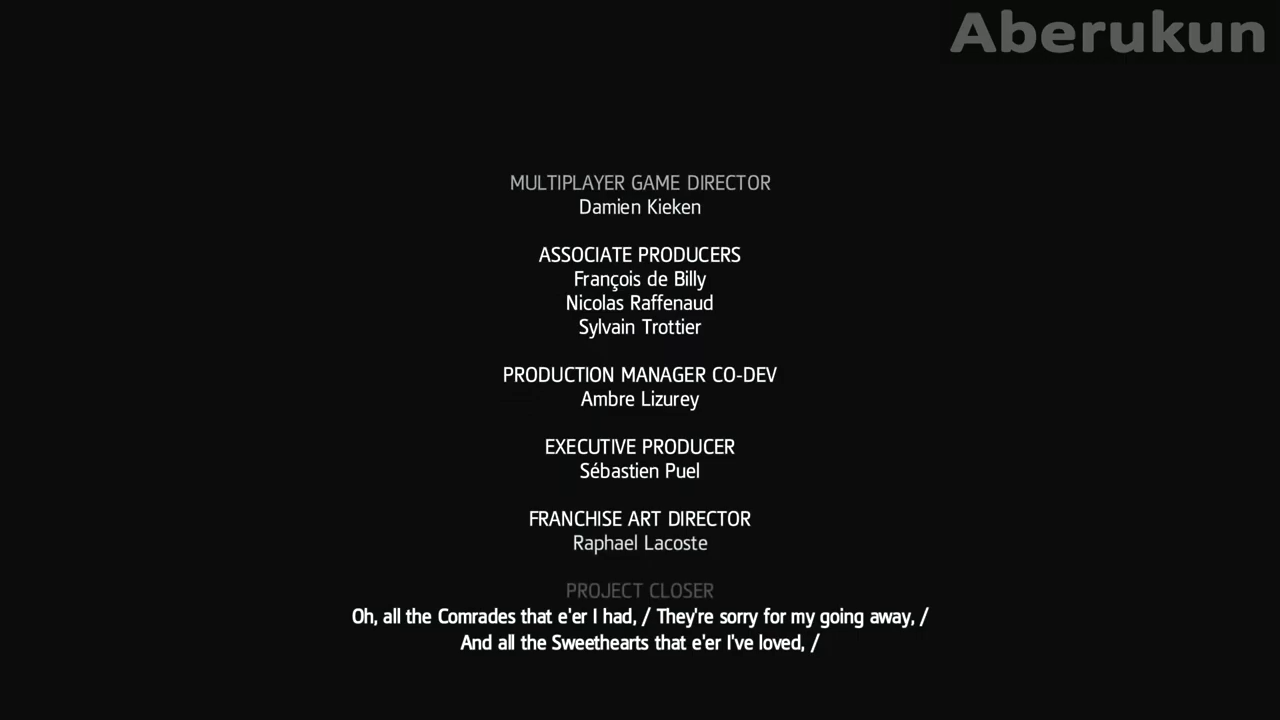 Aberukun
MULTIPLAYER GAME DIRECTOR
Damien Kieken
ASSOCIATE PRODUCERS
François de Billy
Nicolas Raffenaud
Sylvain Trottier
PRODUCTION MANAGER CO-DEV
Ambre Lizurey
EXECUTIVE PRODUCER
Sébastien Puel
FRANCHISE ART DIRECTOR
Raphael Lacoste
PROJECT CLOSER
Oh, all the Comrades that e'er I had, / They're sorry for my going away, /
And all the Sweethearts that e'er I've loved, /